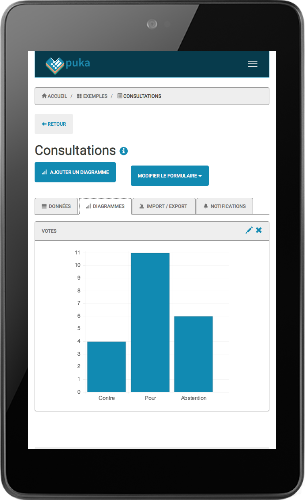 puka
ACCUEIL / EXEMPLES / CONSULTATIONS
RETOUR
Consultations
AJOUTER UN DIAGRAMME
MODIFIER LE FORMULAIRE
DONNÉES DIAGRAMMES IMPORT / EXPORT NOTIFICATIONS
VOTES
11
10
9
8
7
6
5
4
3
2
1
0
Contre Pour Abstention